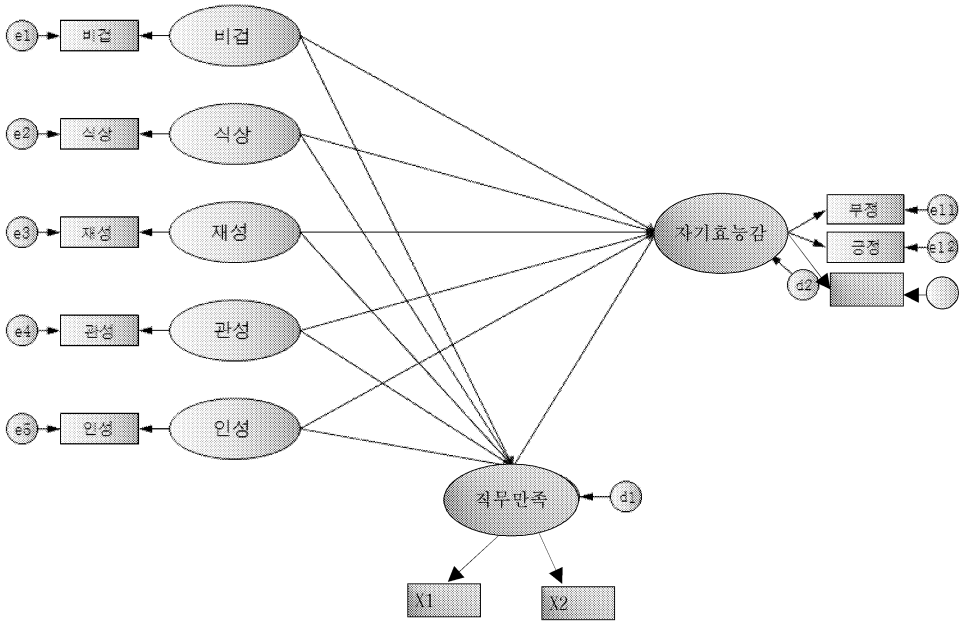 e1
비겁
비겁
e2
식상
식상
e3
재성
재성
e4
관성
관성
e5
인성
인성
자기효능감
부정
e11
긍정
e12
d2
직무만족
d1
X1
X2